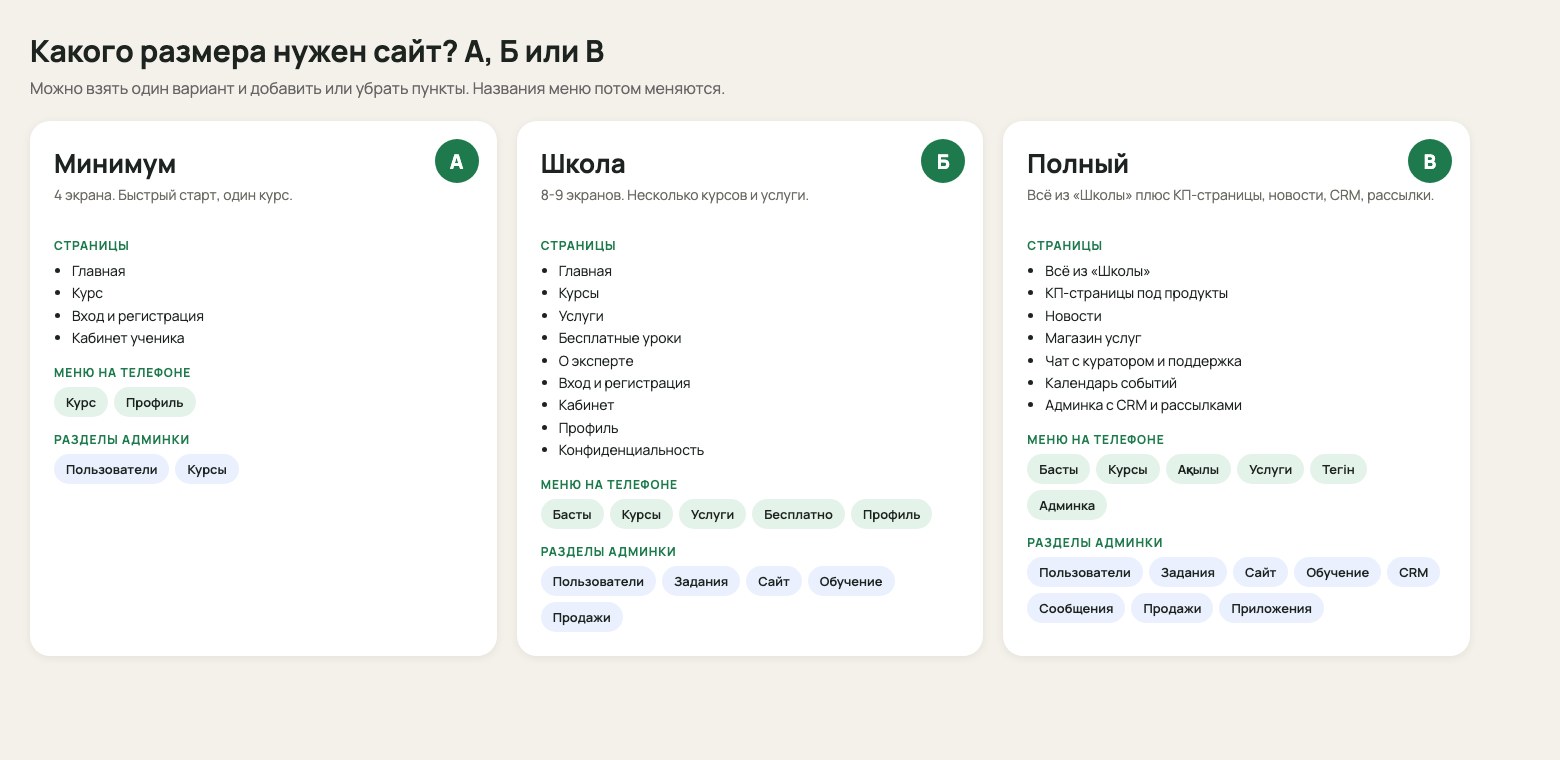 Какого размера нужен сайт? А, Б или В
Можно взять один вариант и добавить или убрать пункты. Названия меню потом меняются.
Минимум
А
4 экрана. Быстрый старт, один курс.
СТРАНИЦЫ
Главная
Курс
Вход и регистрация
Кабинет ученика
МЕНЮ НА ТЕЛЕФОНЕ
Курс Профиль
РАЗДЕЛЫ АДМИНКИ
Пользователи Курсы
Школа
Б
8-9 экранов. Несколько курсов и услуги.
СТРАНИЦЫ
Главная
Курсы
Услуги
Бесплатные уроки
О эксперте
Вход и регистрация
Кабинет
Профиль
Конфиденциальность
МЕНЮ НА ТЕЛЕФОНЕ
Басты Курсы Услуги Бесплатно Профиль
РАЗДЕЛЫ АДМИНКИ
Пользователи Задания Сайт Обучение
Продажи
Полный
В
Всё из «Школы» плюс КП-страницы, новости, CRM, рассылки.
СТРАНИЦЫ
Всё из «Школы»
КП-страницы под продукты
Новости
Магазин услуг
Чат с куратором и поддержка
Календарь событий
Админка с CRM и рассылками
МЕНЮ НА ТЕЛЕФОНЕ
Басты Курсы Ақылы Услуги Тегін
Админка
РАЗДЕЛЫ АДМИНКИ
Пользователи Задания Сайт Обучение CRM
Сообщения Продажи Приложения